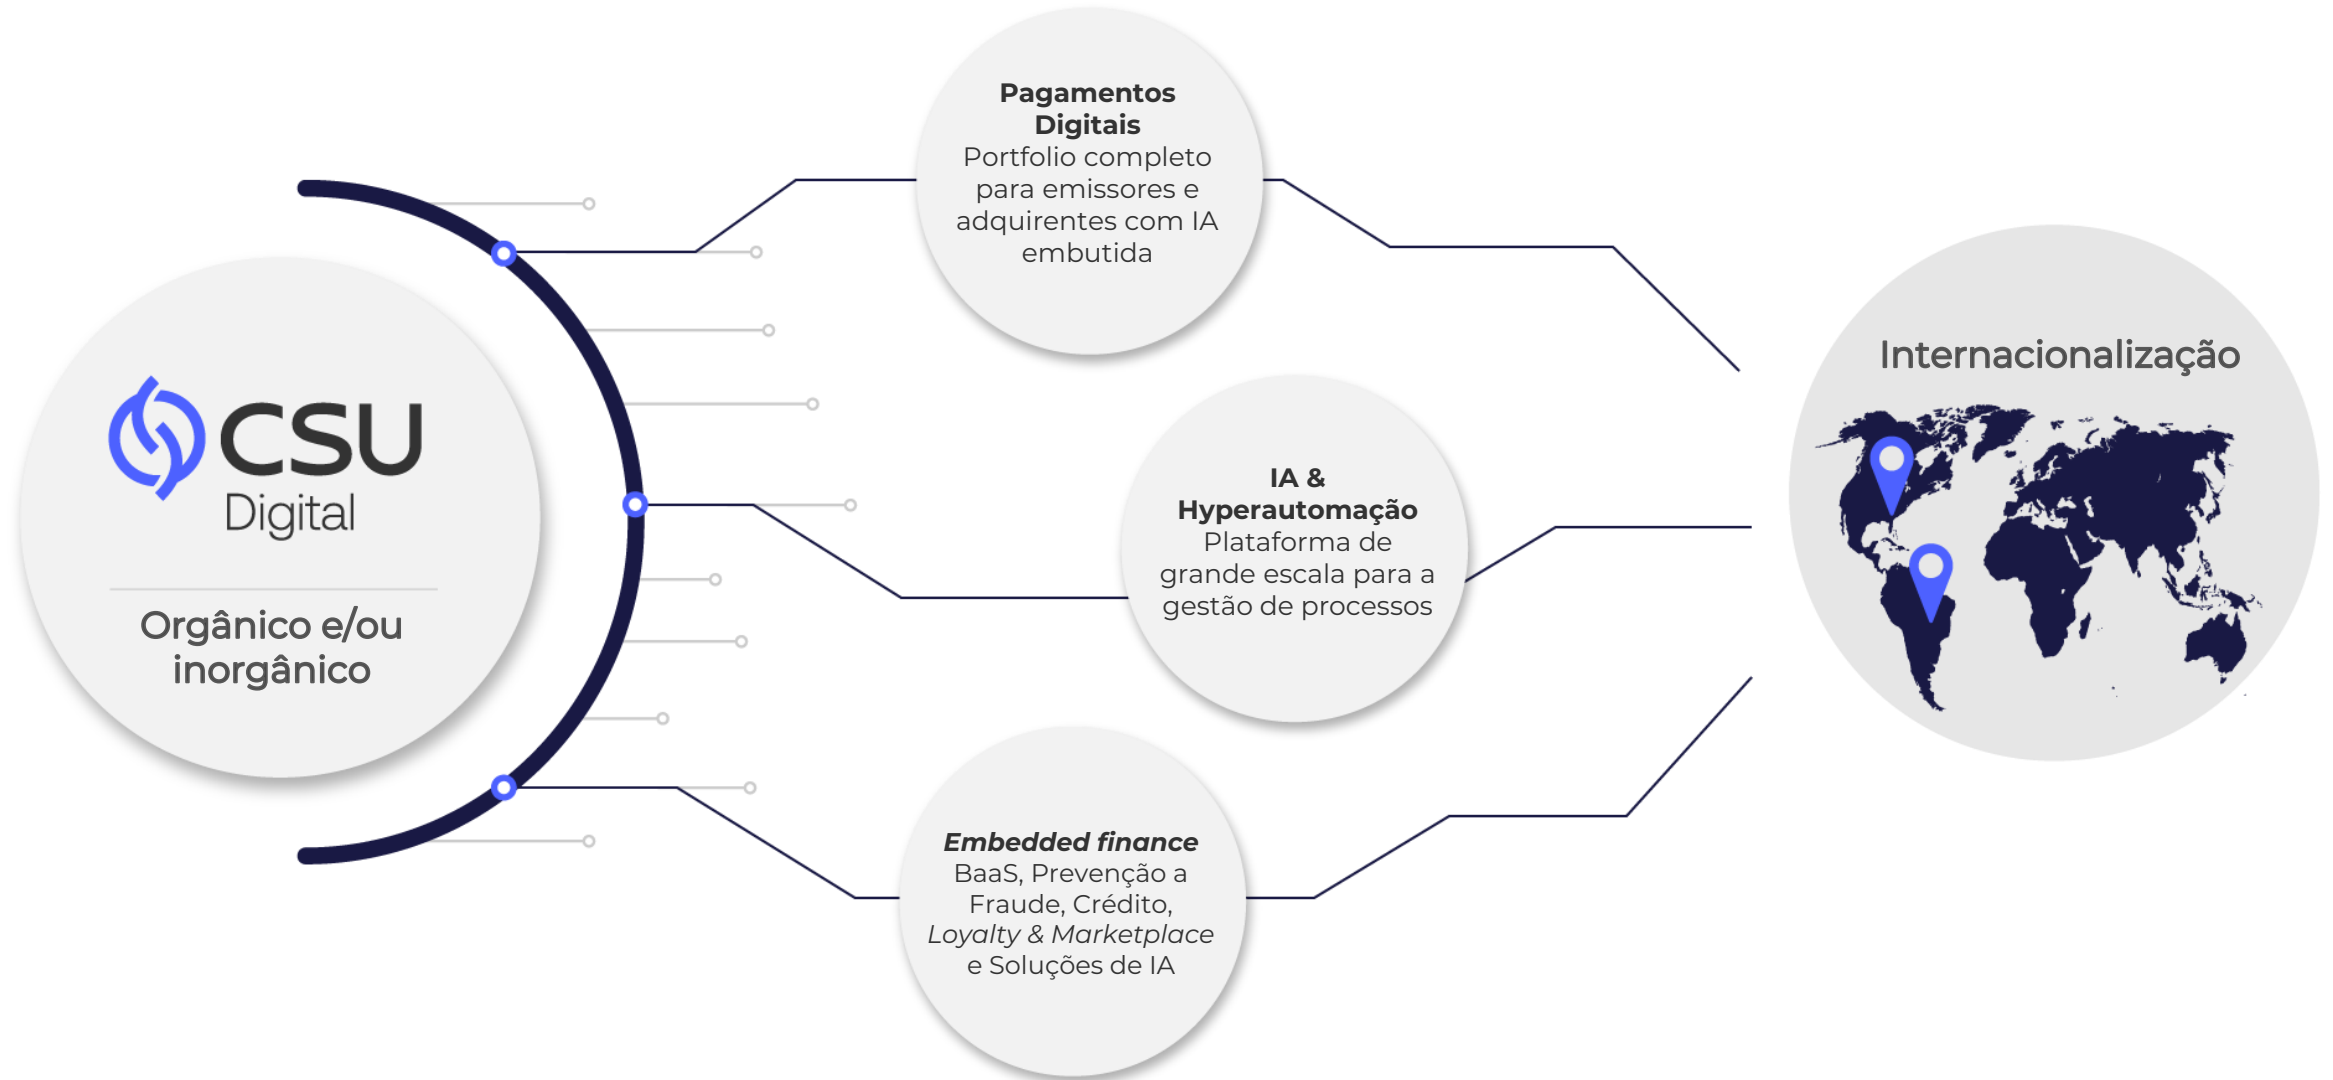 CSU
Digital
Orgânico e/ou
inorgânico
Pagamentos
Digitais
Portfolio completo
para emissores e
adquirentes com IA
embutida
IA &
Hyperautomação
Plataforma de
grande escala para a
gestão de processos
Embedded finance
BaaS, Prevenção a
Fraude, Crédito,
Loyalty & Marketplace
e Soluções de IA
Internacionalização